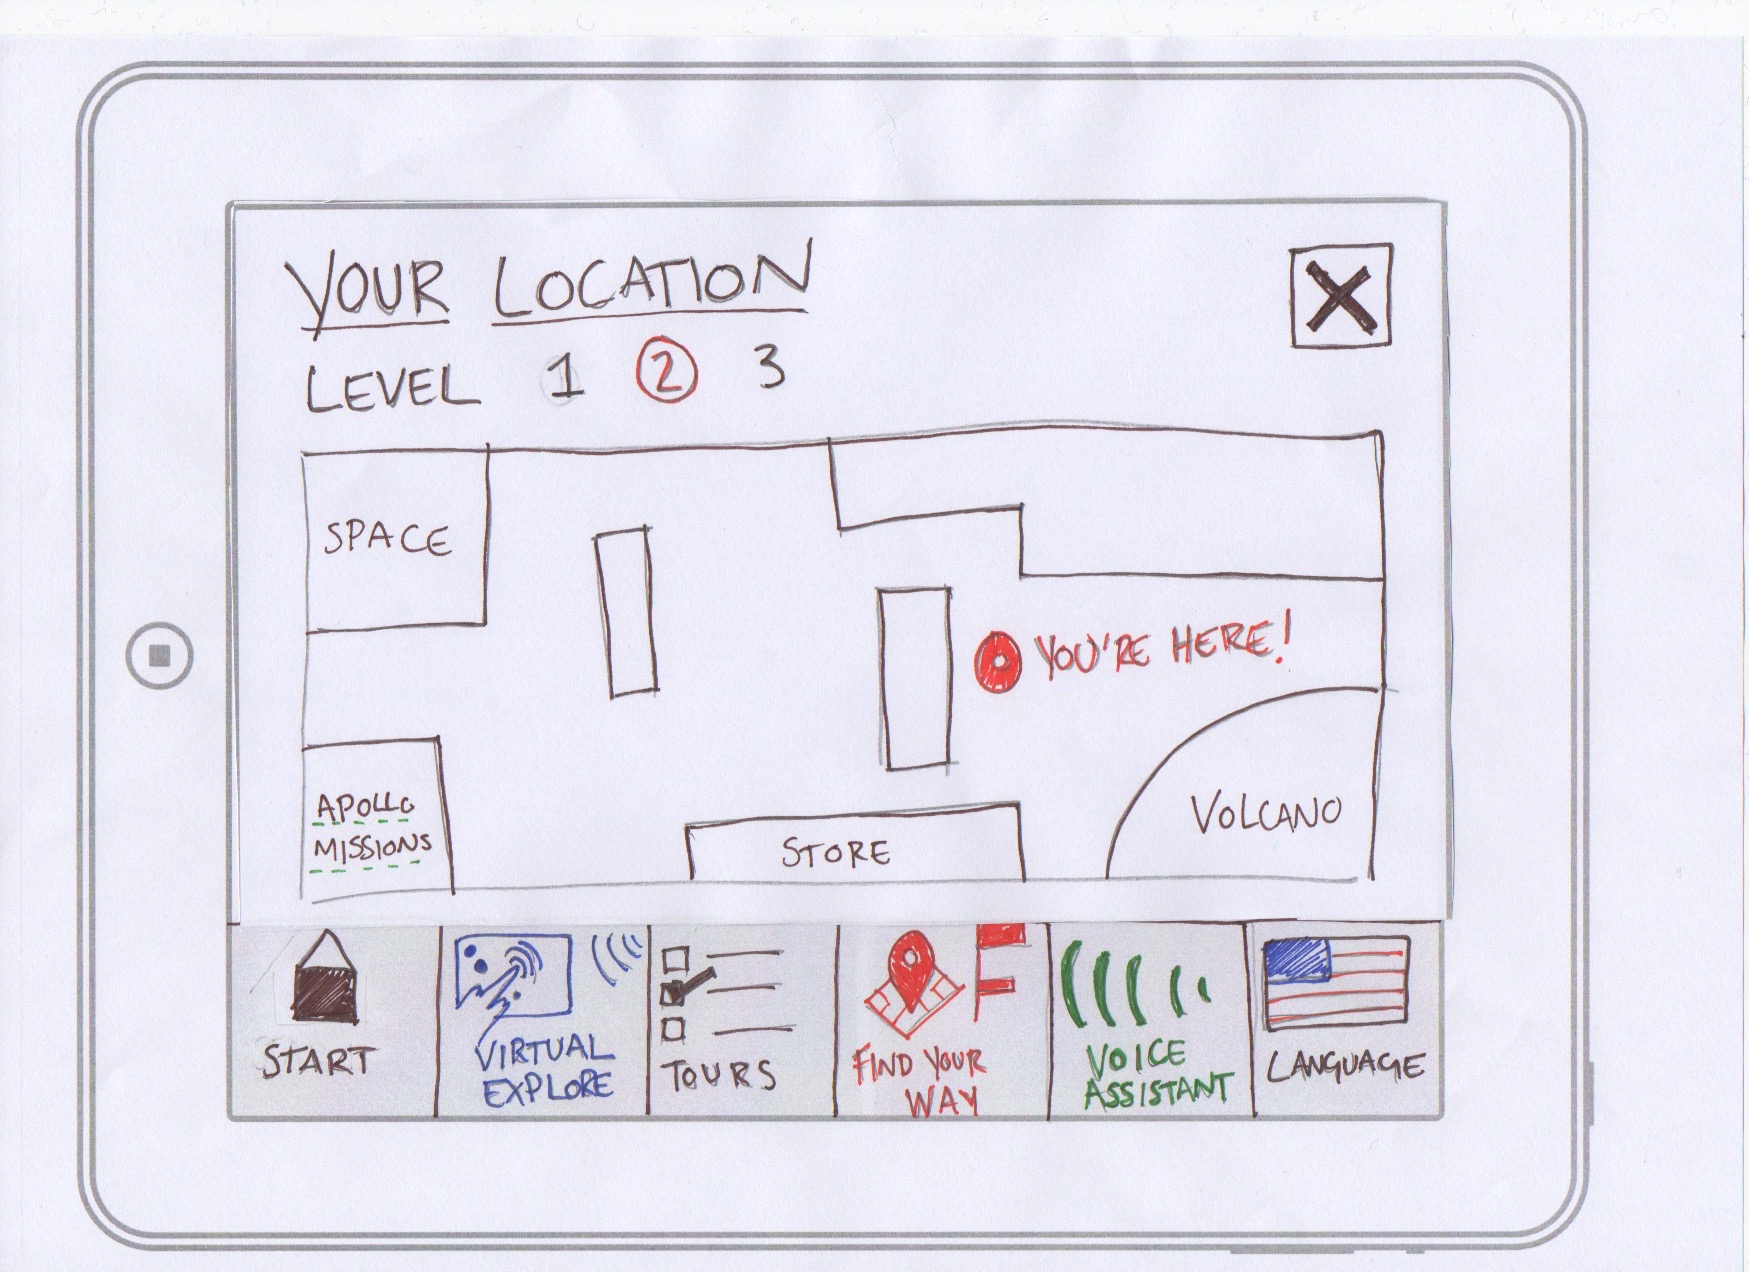 YOUR LOCATION
LEVEL 1 2 3
SPACE
YOU'RE HERE!
APOLLO
MISSIONS
STORE
VOLCANO
START
VIRTUAL
EXPLORE
TOURS
FIND YOUR
WAY
VOICE
ASSISTANT
LANGUAGE